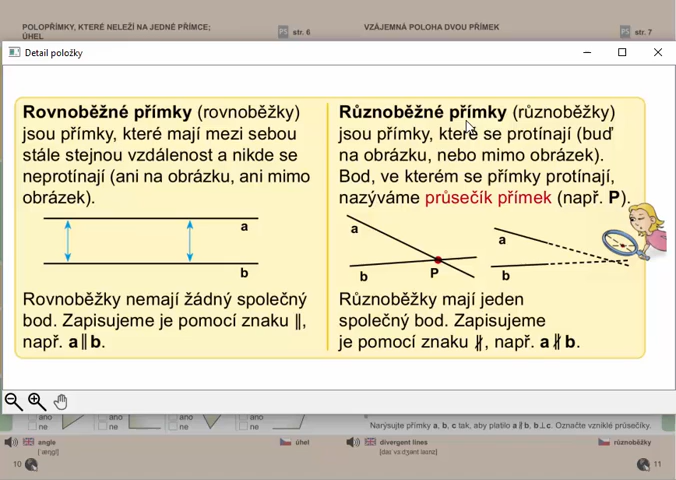 POLOPŘÍMKY, KTERÉ NELEŽÍ NA JEDNÉ PŘÍMCE;
ÚHEL
PS str. 6
VZÁJEMNÁ POLOHA DVOU PŘÍMEK
PS str. 7
Detail položky
Rovnoběžné přímky (rovnoběžky)
jsou přímky, které mají mezi sebou
stále stejnou vzdálenost a nikde se
neprotínají (ani na obrázku, ani mimo
obrázek).
a
b
Rovnoběžky nemají žádný společný
bod. Zapisujeme je pomocí znaku ∥,
např. a ∥ b.
Různoběžné přímky (různoběžky)
jsou přímky, které se protínají (buď
na obrázku, nebo mimo obrázek).
Bod, ve kterém se přímky protínají,
nazýváme průsečík přímek (např. P).
a
b
P
a
b
Různoběžky mají jeden
společný bod. Zapisujeme
je pomocí znaku ∦, např. a ∦ b.
ano
ne
ano
ne
ano
ne
ano
ne
Narýsujte přímky a, b, c tak, aby platilo a ∦ b, b⊥c. Označte vzniklé průsečíky.
angle
úhel
divergent lines
různoběžky
10
11